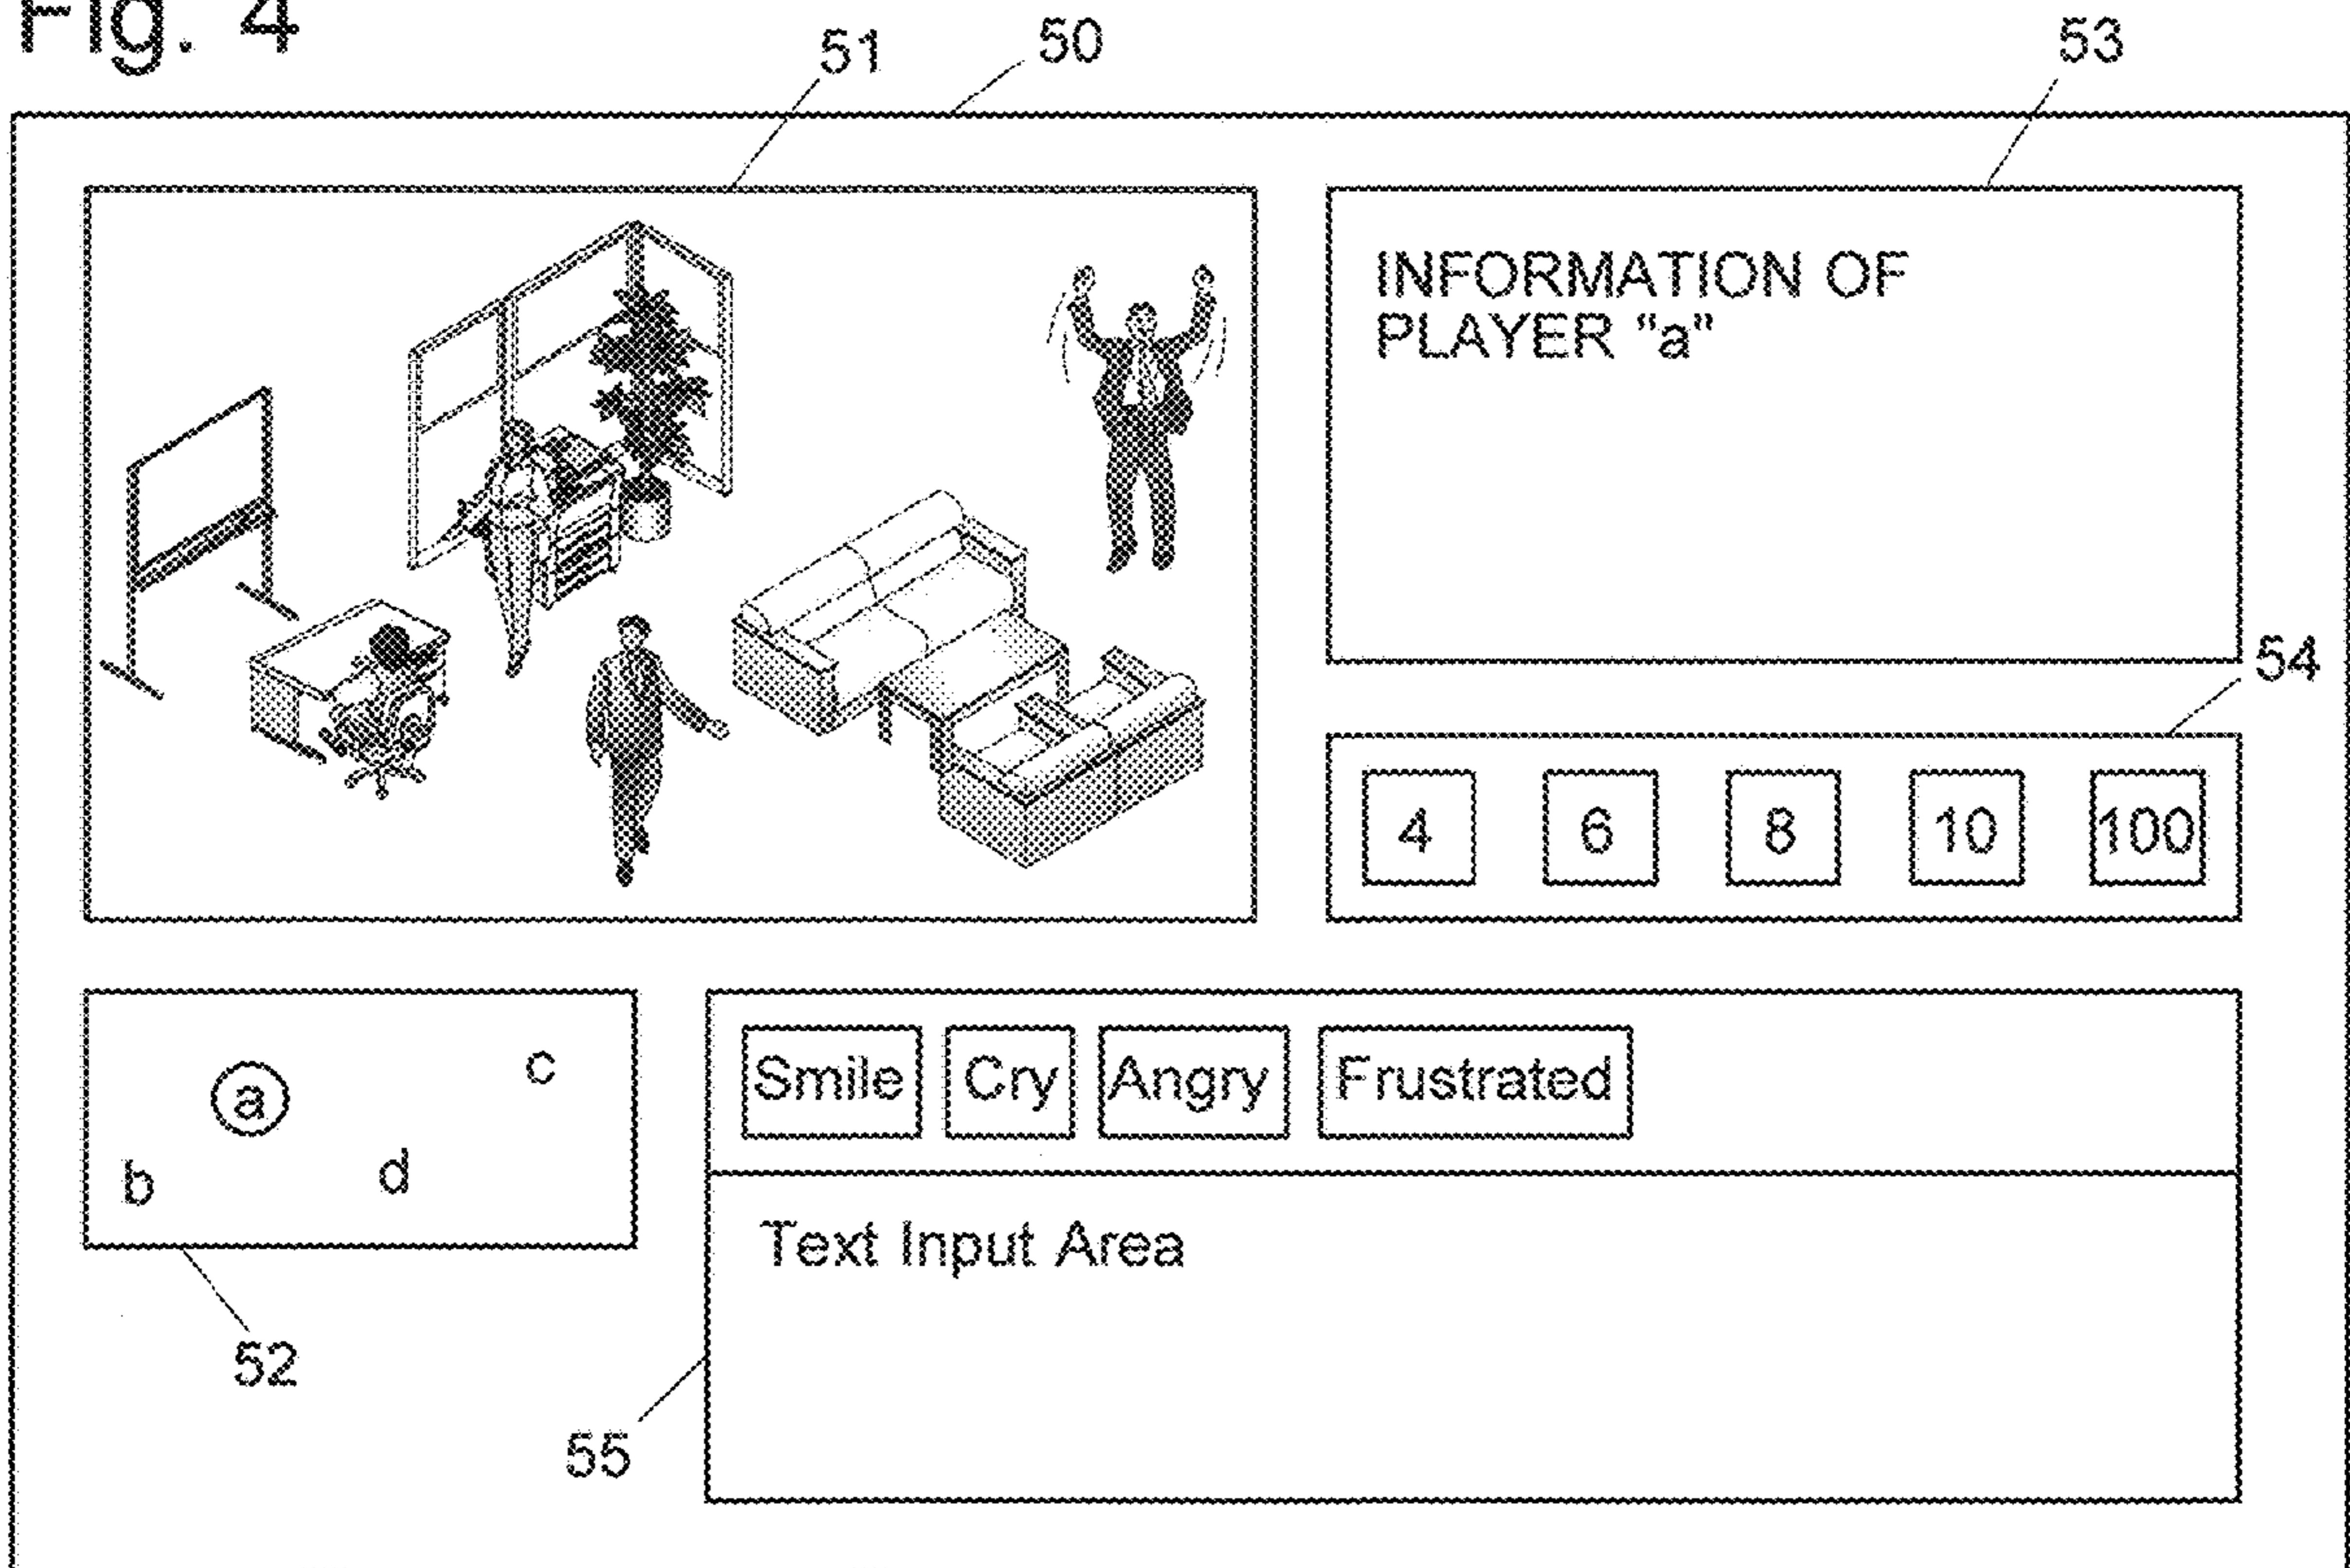 Fig. 4
51
50
53
INFORMATION OF
PLAYER "a"
54
4 6 8 10 100
a
c
b
d
Smile Cry Angry Frustrated
Text Input Area
52
55